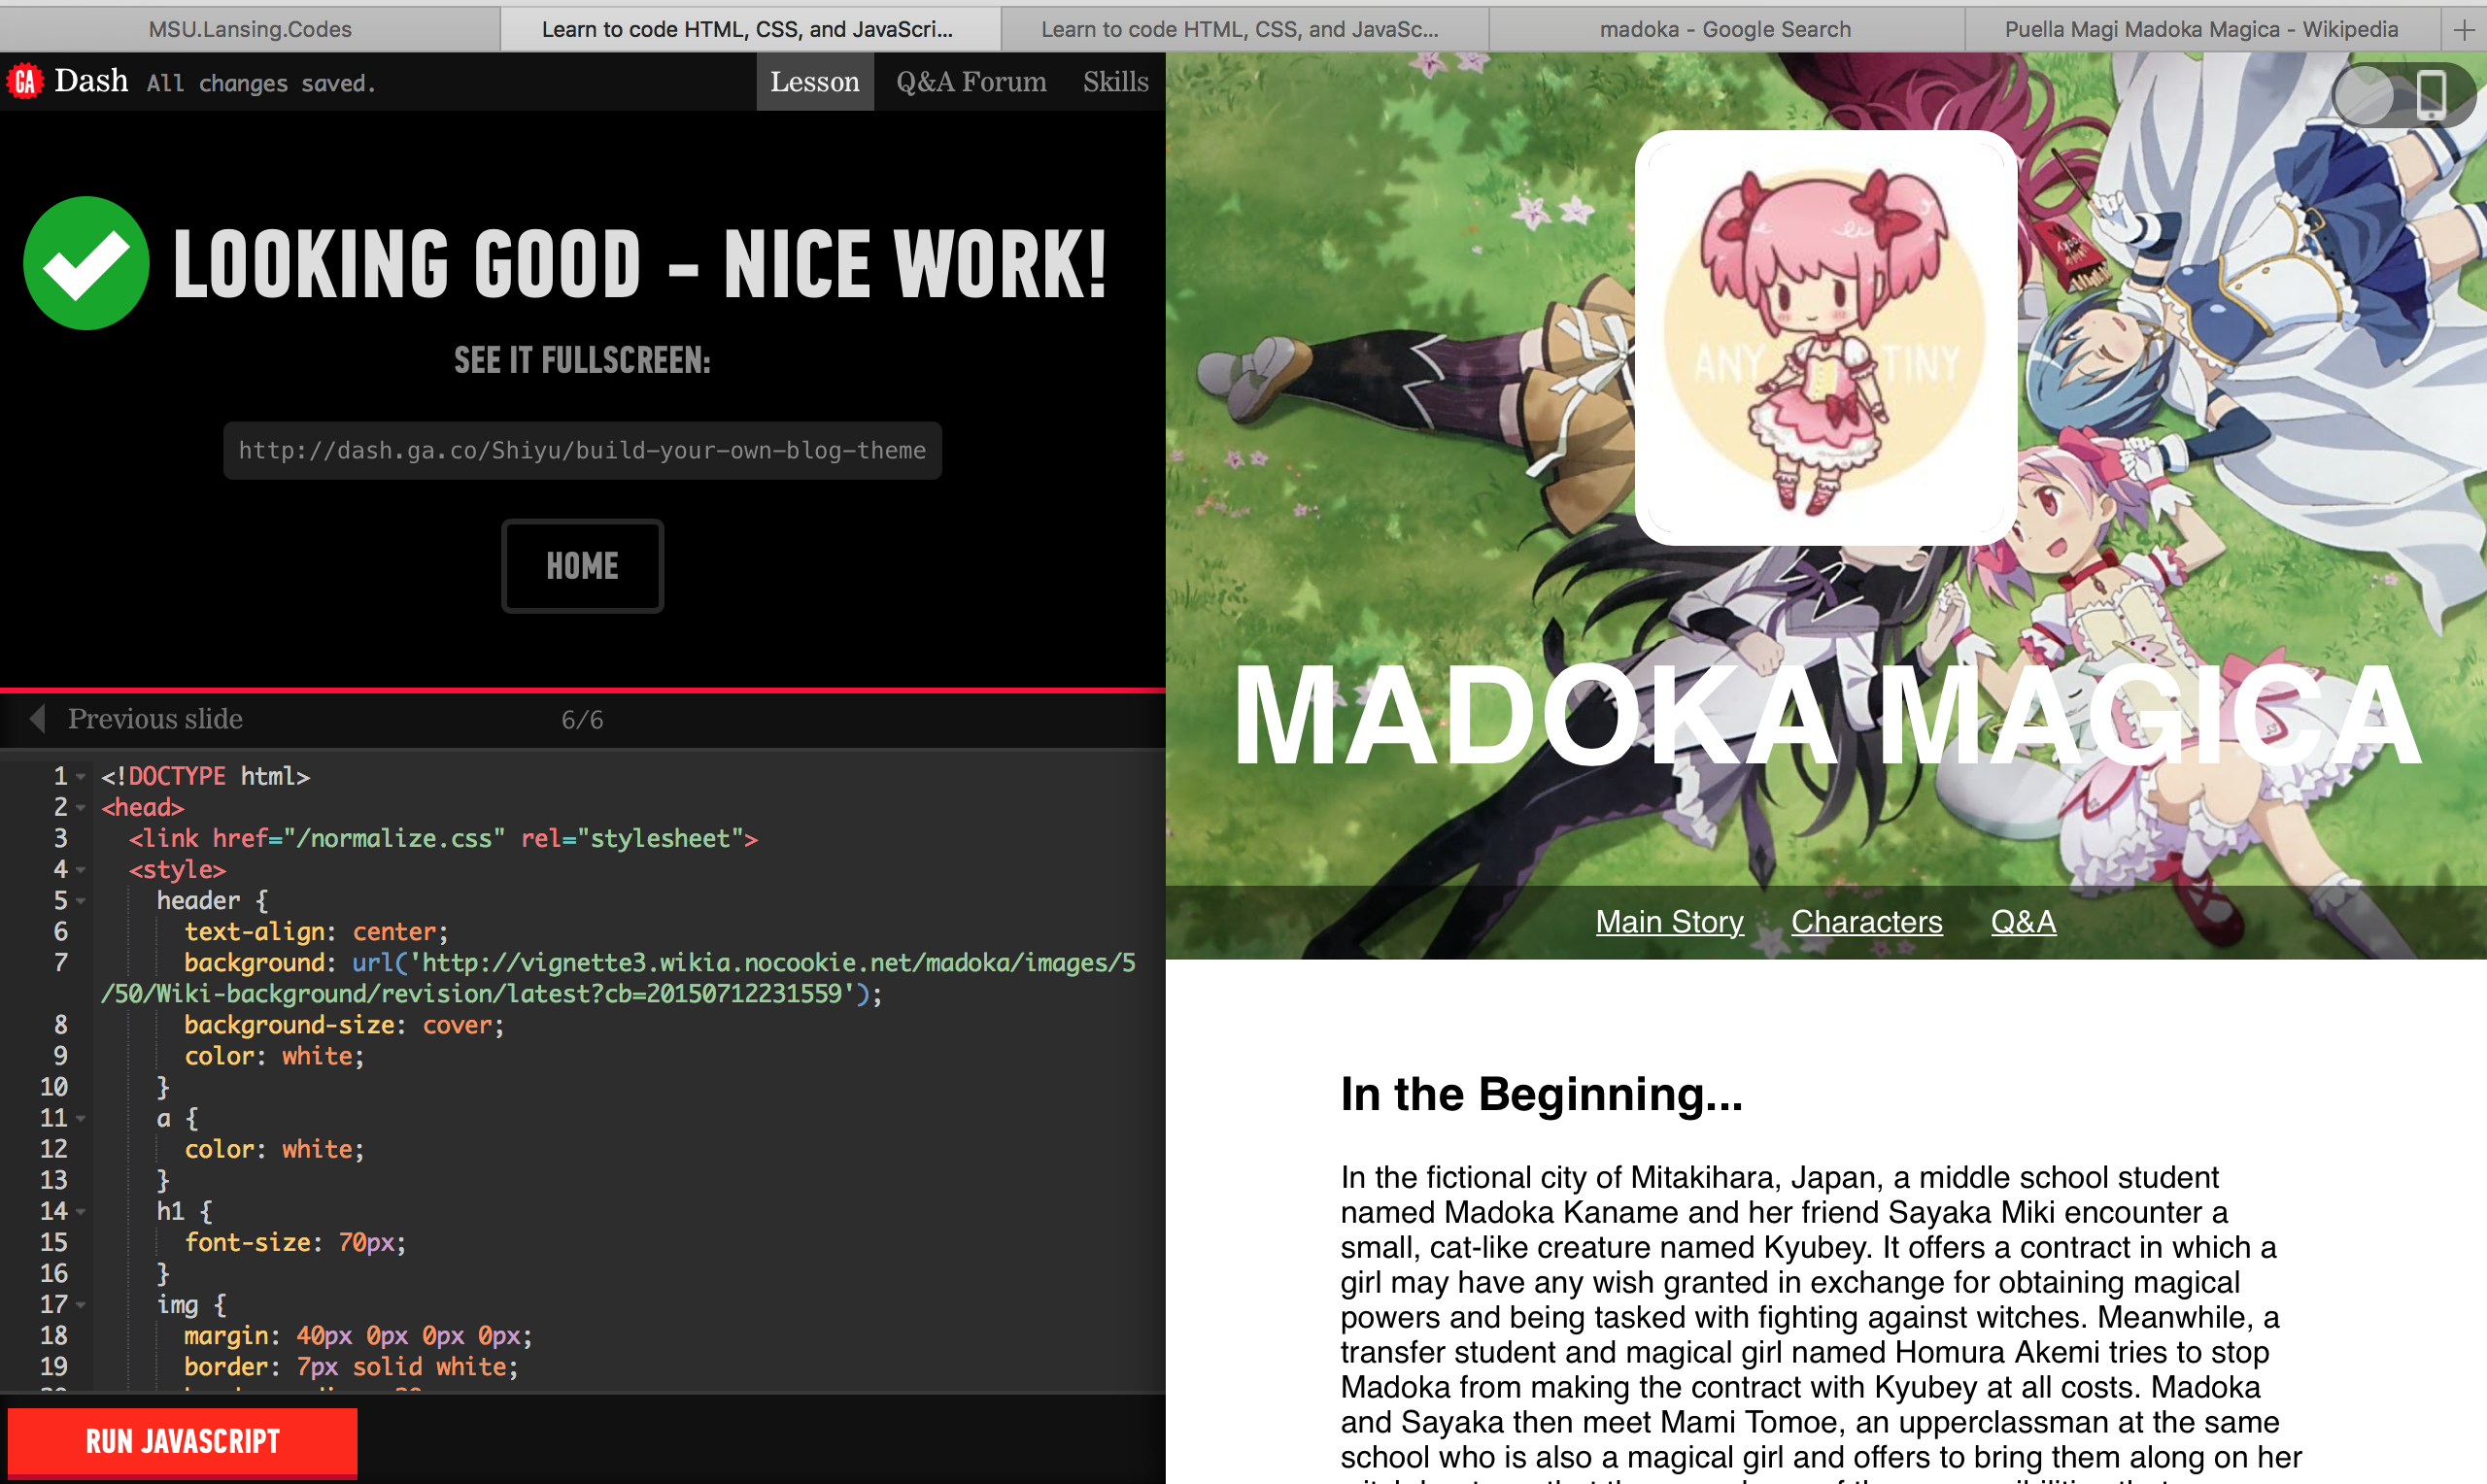 MSU.Lansing.Codes
Learn to code HTML, CSS, and JavaScri...
Learn to code HTML, CSS, and JavaSc...
madoka - Google Search
Puella Magi Madoka Magica - Wikipedia
GA Dash All changes saved.
Lesson Q&A Forum Skills
LOOKING GOOD – NICE WORK!
SEE IT FULLSCREEN:
http://dash.ga.co/Shiyu/build-your-own-blog-theme
HOME
Previous slide 6/6
1 <!DOCTYPE html>
2 <head>
3 <link href="/normalize.css" rel="stylesheet">
4 <style>
5 header {
6 text-align: center;
7 background: url('http://vignette3.wikia.nocookie.net/madoka/images/5
/50/Wiki-background/revision/latest?cb=20150712231559');
8 background-size: cover;
9 color: white;
10 }
11 a {
12 color: white;
13 }
14 h1 {
15 font-size: 70px;
16 }
17 img {
18 margin: 40px 0px 0px 0px;
19 border: 7px solid white;
RUN JAVASCRIPT
ANY TINY
MADOKA MAGICA
Main Story Characters Q&A
In the Beginning...
In the fictional city of Mitakihara, Japan, a middle school student
named Madoka Kaname and her friend Sayaka Miki encounter a
small, cat-like creature named Kyubey. It offers a contract in which a
girl may have any wish granted in exchange for obtaining magical
powers and being tasked with fighting against witches. Meanwhile, a
transfer student and magical girl named Homura Akemi tries to stop
Madoka from making the contract with Kyubey at all costs. Madoka
and Sayaka then meet Mami Tomoe, an upperclassman at the same
school who is also a magical girl and offers to bring them along on her